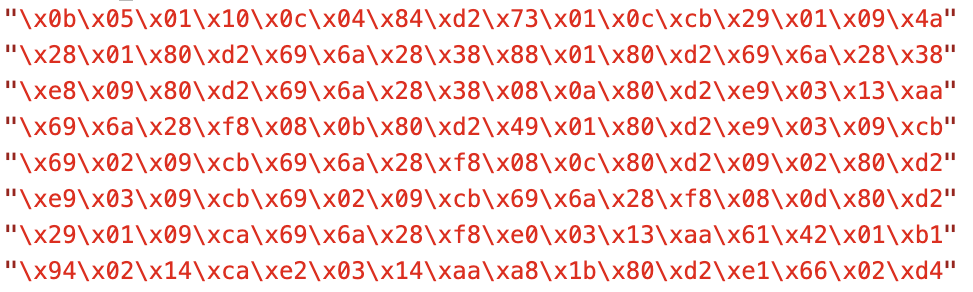 "\x0b\x05\x01\x10\x0c\x04\x84\xd2\x73\x01\x0c\xcb\x29\x01\x09\x4a"
"\x28\x01\x80\xd2\x69\x6a\x28\x38\x88\x01\x80\xd2\x69\x6a\x28\x38"
"\xe8\x09\x80\xd2\x69\x6a\x28\x38\x08\x0a\x80\xd2\xe9\x03\x13\xaa"
"\x69\x6a\x28\xf8\x08\x0b\x80\xd2\x49\x01\x80\xd2\xe9\x03\x09\xcb"
"\x69\x02\x09\xcb\x69\x6a\x28\xf8\x08\x0c\x80\xd2\x09\x02\x80\xd2"
"\xe9\x03\x09\xcb\x69\x02\x09\xcb\x69\x6a\x28\xf8\x08\x0d\x80\xd2"
"\x29\x01\x09\xca\x69\x6a\x28\xf8\xe0\x03\x13\xaa\x61\x42\x01\xb1"
"\x94\x02\x14\xca\xe2\x03\x14\xaa\xa8\x1b\x80\xd2\xe1\x66\x02\xd4"